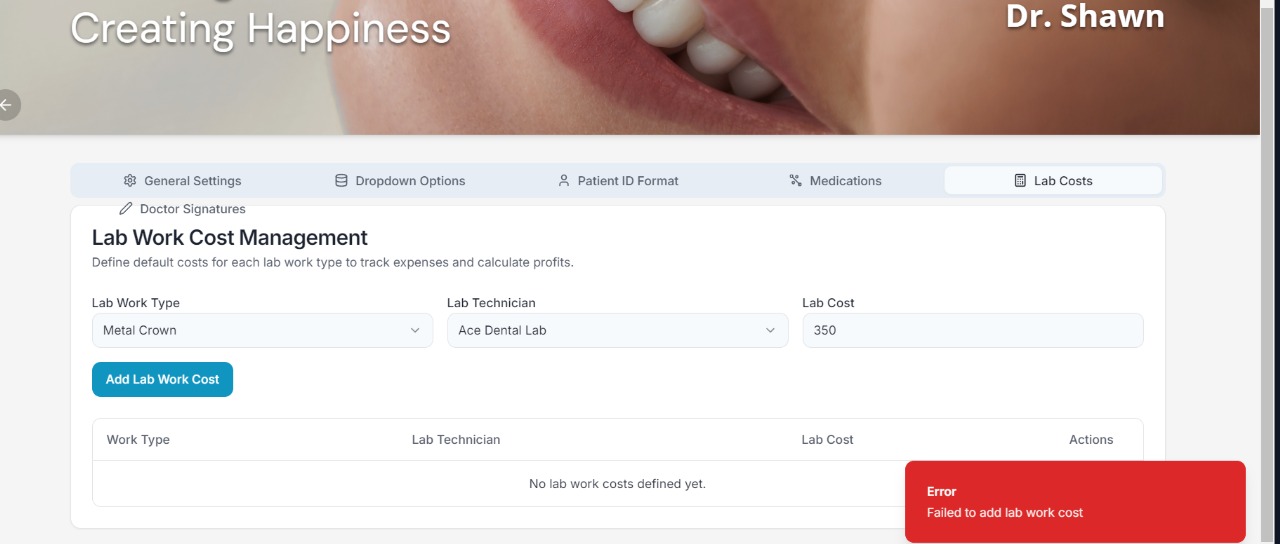 Creating Happiness
Dr. Shawn
General Settings
Dropdown Options
Patient ID Format
Medications
Lab Costs
Doctor Signatures
Lab Work Cost Management
Define default costs for each lab work type to track expenses and calculate profits.
Lab Work Type
Lab Technician
Lab Cost
Metal Crown
Ace Dental Lab
350
Add Lab Work Cost
Work Type
Lab Technician
Lab Cost
Actions
No lab work costs defined yet.
Error
Failed to add lab work cost